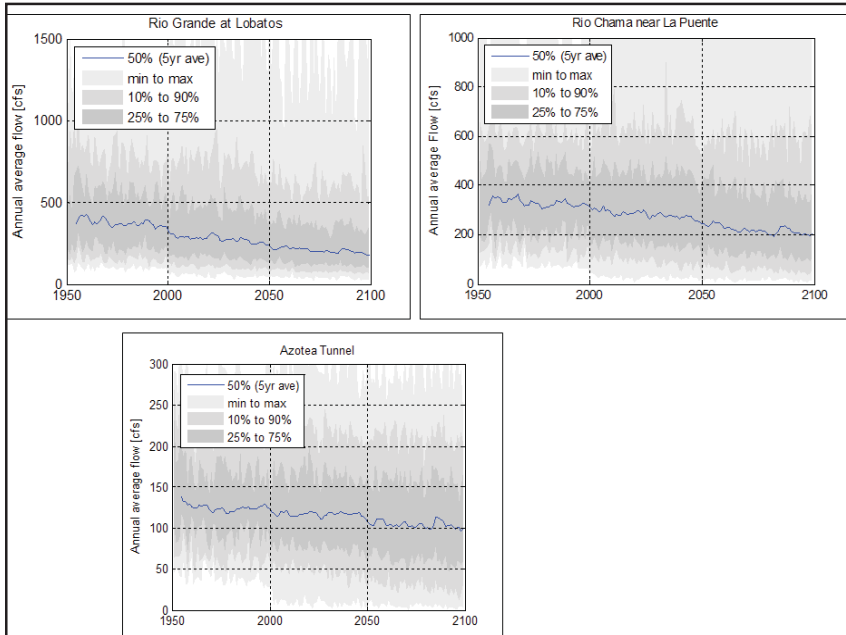 Rio Grande at Lobatos
Annual average flow [cfs]
1500
1000
500
0
50% (5yr ave)
min to max
10% to 90%
25% to 75%
1950
2000
2050
2100
Rio Chama near La Puente
Annual average Flow [cfs]
1000
800
600
400
200
0
50% (5yr ave)
min to max
10% to 90%
25% to 75%
1950
2000
2050
2100
Azotea Tunnel
Annual average flow [cfs]
300
250
200
150
100
50
0
50% (5yr ave)
min to max
10% to 90%
25% to 75%
1950
2000
2050
2100